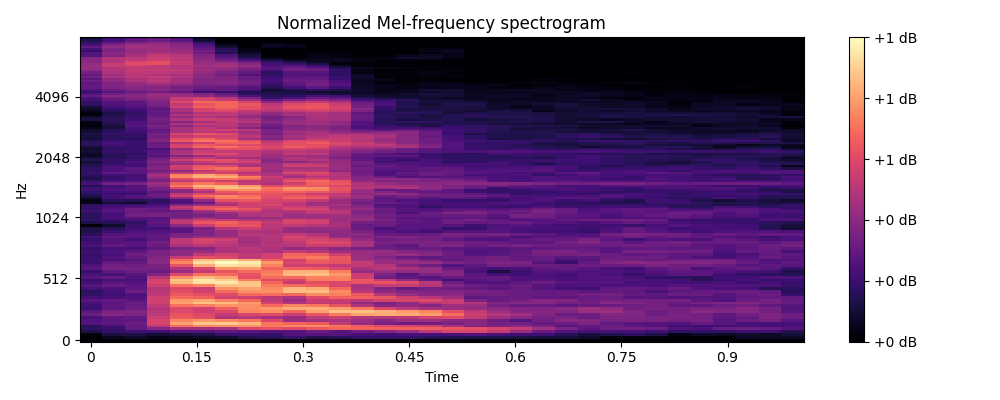 Normalized Mel-frequency spectrogram
+1 dB
4096
+1 dB
2048
+1 dB
Hz
1024
+0 dB
512
+0 dB
0
+0 dB
0 0.15 0.3 0.45 0.6 0.75 0.9
Time